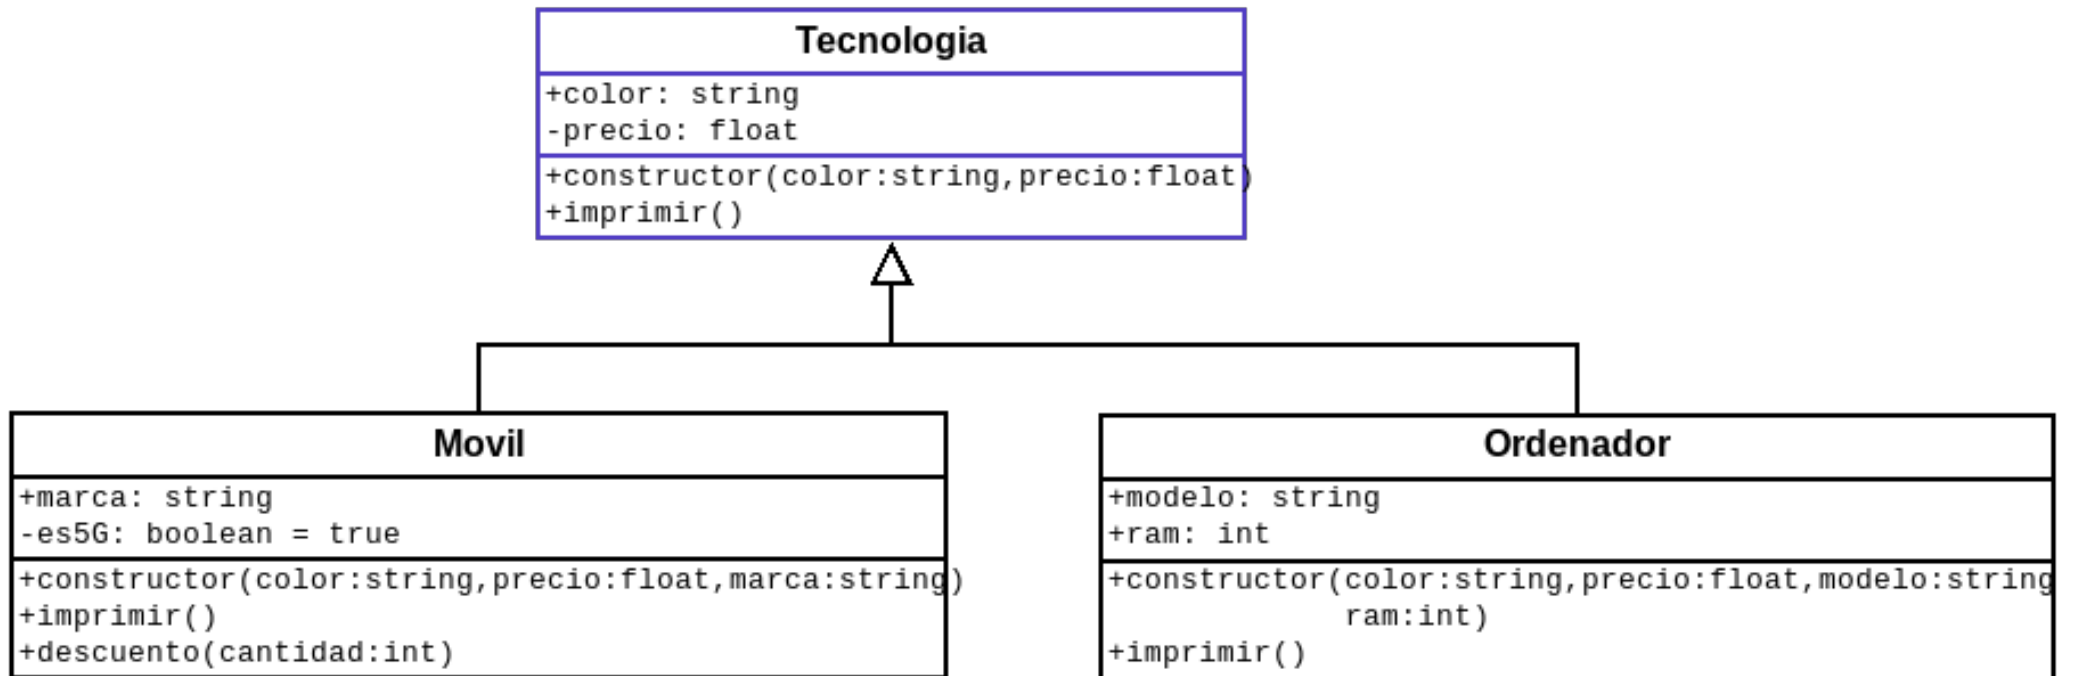 Tecnologia
+color: string
-precio: float
+constructor(color:string,precio:float)
+imprimir()
Movil
+marca: string
-es5G: boolean = true
+constructor(color:string,precio:float,marca:string)
+imprimir()
+descuento(cantidad:int)
Ordenador
+modelo: string
+ram: int
+constructor(color:string,precio:float,modelo:string
ram:int)
+imprimir()